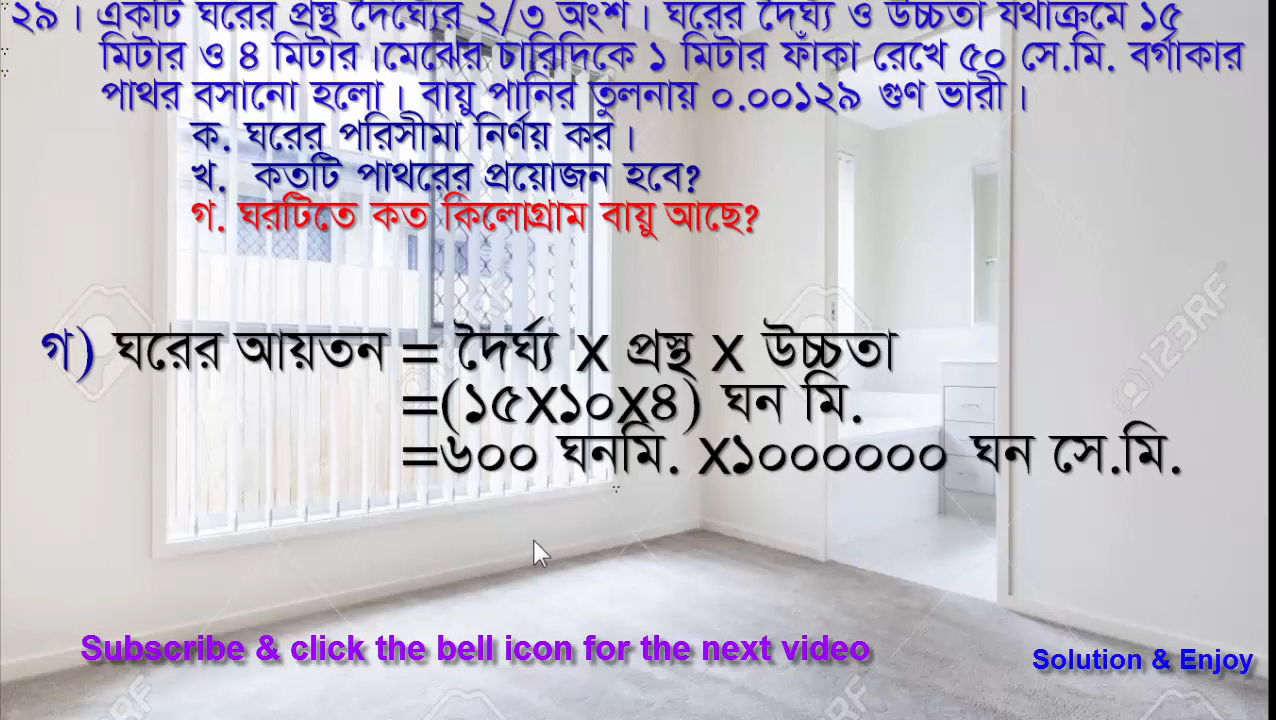 ২৯। একটি ঘরের প্রস্থ দৈর্ঘ্যের ২/৩ অংশ। ঘরের দৈর্ঘ্য ও উচ্চতা যথাক্রমে ১৫
মিটার ও ৪ মিটার।মেঝের চারিদিকে ১ মিটার ফাঁকা রেখে ৫০ সে.মি. বর্গাকার
পাথর বসানো হলো। বায়ু পানির তুলনায় ০.০০১২৯ গুণ ভারী।
ক. ঘরের পরিসীমা নির্ণয় কর।
খ. কতটি পাথরের প্রয়োজন হবে?
গ. ঘরটিতে কত কিলোগ্রাম বায়ু আছে?
গ) ঘরের আয়তন = দৈর্ঘ্য x প্রস্থ x উচ্চতা
=(১৫x১০x৪) ঘন মি.
=৬০০ ঘনমি. x১০০০০০০ ঘন সে.মি.
Subscribe & click the bell icon for the next video
Solution & Enjoy
123RF
123RF